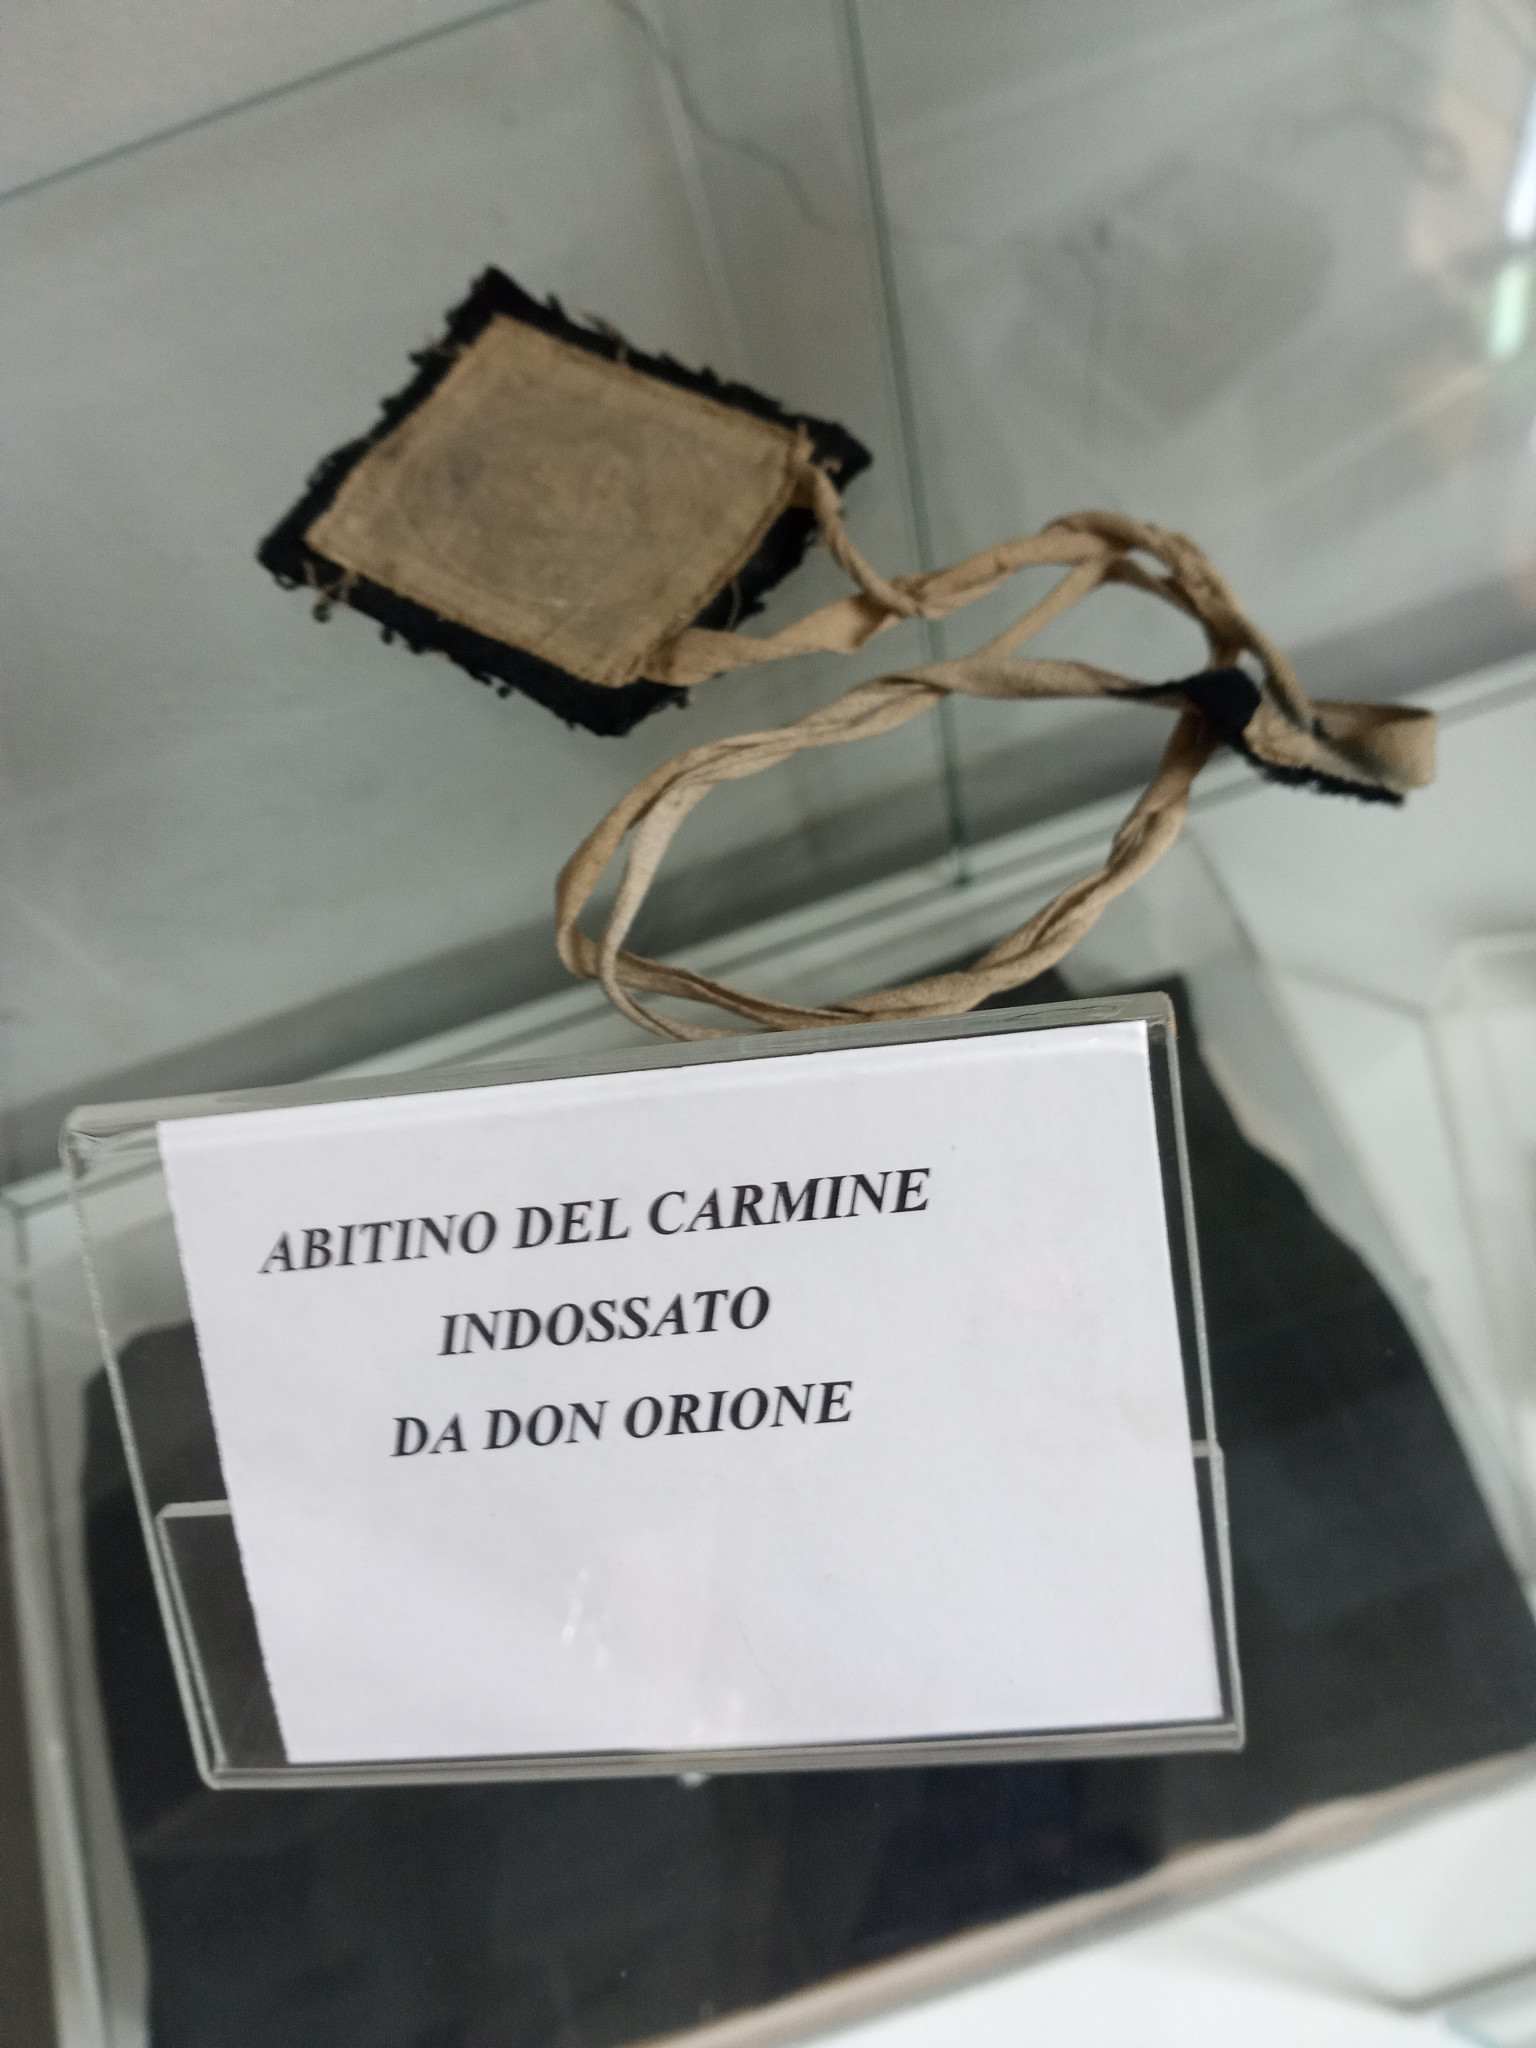 ABITINO DEL CARMINE
INDOSSATO
DA DON ORIONE